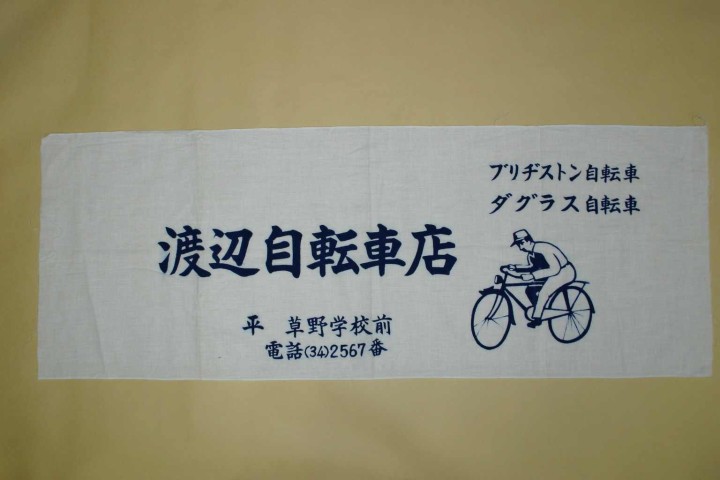 ブリヂストン自転車
ダグラス自転車
渡辺自転車店
平 草野学校前
電話(34)2567番